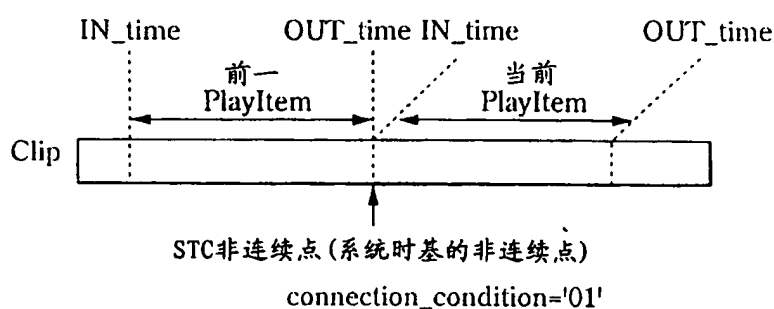 IN_time OUT_time IN_time OUT_time
前一 当前
PlayItem PlayItem
Clip
STC非连续点(系统时基的非连续点)
connection_condition='01'